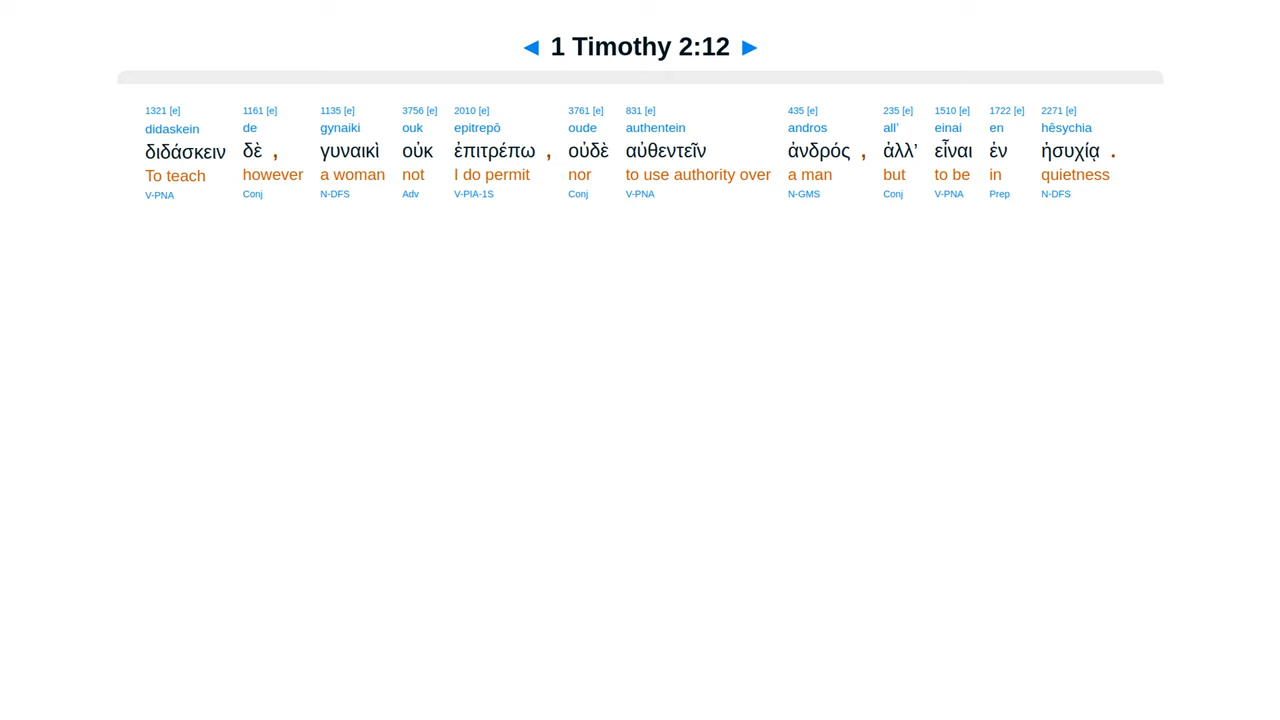 ◄ 1 Timothy 2:12 ►
1321 [e] 1161 [e] 1135 [e] 3756 [e] 2010 [e] 3761 [e] 831 [e] 435 [e] 235 [e] 1510 [e] 1722 [e] 2271 [e]
didaskein de gynaiki ouk epitrepō oude authentein andros all’ einai en hēsychia
διδάσκειν δὲ , γυναικὶ οὐκ ἐπιτρέπω , οὐδὲ αὐθεντεῖν ἀνδρός , ἀλλ’ εἶναι ἐν ἡσυχίᾳ .
To teach however a woman not I do permit nor to use authority over a man but to be in quietness
V-PNA Conj N-DFS Adv V-PIA-1S Conj V-PNA N-GMS Conj V-PNA Prep N-DFS